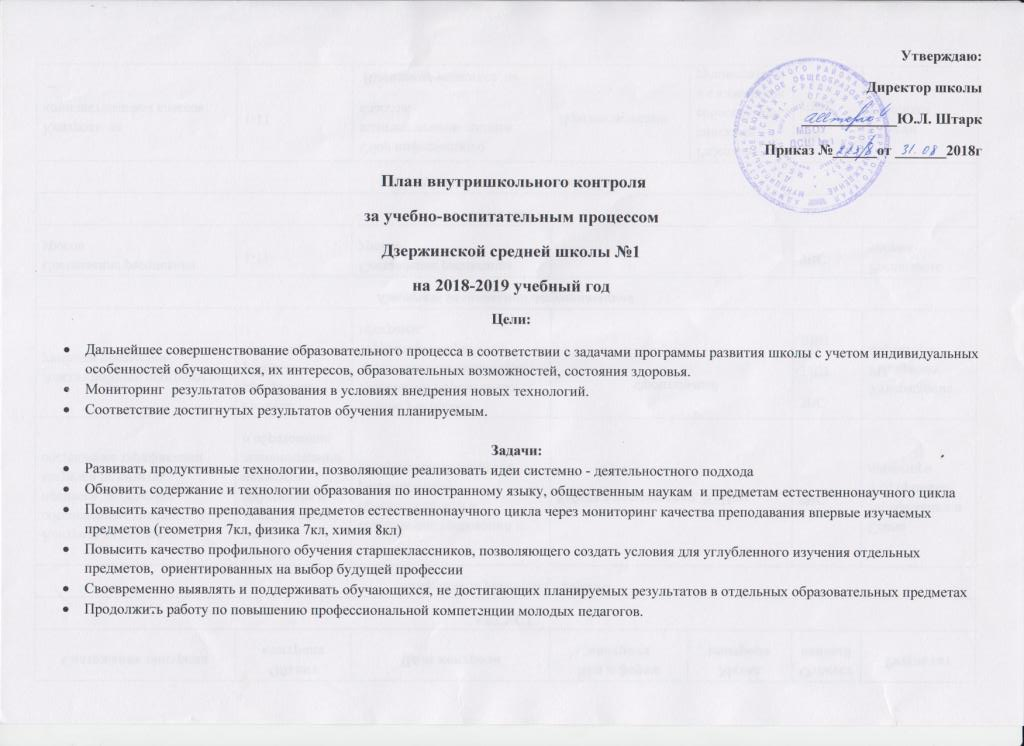 Утверждаю:
Директор школы
Ю.Л. Штарк
Приказ № от 31.08 2018г
МБОУ
План внутришкольного контроля
за учебно-воспитательным процессом
Дзержинской средней школы №1
на 2018-2019 учебный год
Цели:
• Дальнейшее совершенствование образовательного процесса в соответствии с задачами программы развития школы с учетом индивидуальных
особенностей обучающихся, их интересов, образовательных возможностей, состояния здоровья.
• Мониторинг результатов образования в условиях внедрения новых технологий.
• Соответствие достигнутых результатов обучения планируемым.
Задачи:
• Развивать продуктивные технологии, позволяющие реализовать идеи системно - деятельностного подхода
• Обновить содержание и технологии образования по иностранному языку, общественным наукам и предметам естественнонаучного цикла
• Повысить качество преподавания предметов естественнонаучного цикла через мониторинг качества преподавания впервые изучаемых
предметов (геометрия 7кл, физика 7кл, химия 8кл)
• Повысить качество профильного обучения старшеклассников, позволяющего создать условия для углубленного изучения отдельных
предметов, ориентированных на выбор будущей профессии
• Своевременно выявлять и поддерживать обучающихся, не достигающих планируемых результатов в отдельных образовательных предметах
• Продолжить работу по повышению профессиональной компетенции молодых педагогов.